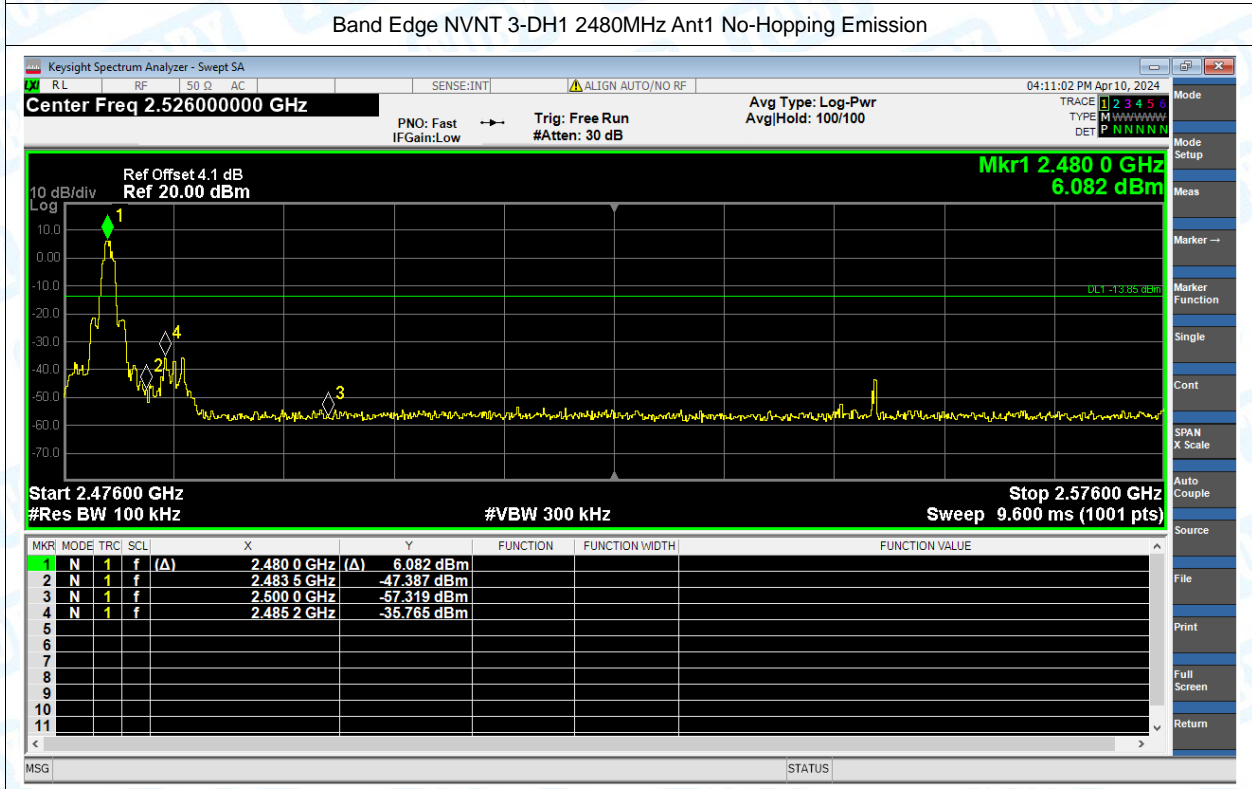 Band Edge NVNT 3-DH1 2480MHz Ant1 No-Hopping Emission
Keysight Spectrum Analyzer - Swept SA
LXI RL RF 50 Ω AC SENSE:INT ALIGN AUTO/NO RF 04:11:02 PM Apr 10, 2024
Center Freq 2.526000000 GHz
PNO: Fast
IFGain:Low
Trig: Free Run
#Atten: 30 dB
Avg Type: Log-Pwr
Avg|Hold: 100/100
TRACE 1 2 3 4 5 6
TYPE M WWWWW
DET P N N N N N
Mkr1 2.480 0 GHz
6.082 dBm
Ref Offset 4.1 dB
10 dB/div Ref 20.00 dBm
Log
10.0
0.00
-10.0
-20.0
-30.0
-40.0
-50.0
-60.0
-70.0
1
2
3
4
DL1 -13.85 dBm
Start 2.47600 GHz Stop 2.57600 GHz
#Res BW 100 kHz #VBW 300 kHz Sweep 9.600 ms (1001 pts)
MKR MODE TRC SCL X Y FUNCTION FUNCTION WIDTH FUNCTION VALUE
1 N 1 f (Δ) 2.480 0 GHz (Δ) 6.082 dBm
2 N 1 f 2.483 5 GHz -47.387 dBm
3 N 1 f 2.500 0 GHz -57.319 dBm
4 N 1 f 2.485 2 GHz -35.765 dBm
5
6
7
8
9
10
11
MSG STATUS
Mode
Mode
Setup
Meas
Marker →
Marker
Function
Single
Cont
SPAN
X Scale
Auto
Couple
Source
File
Print
Full
Screen
Return